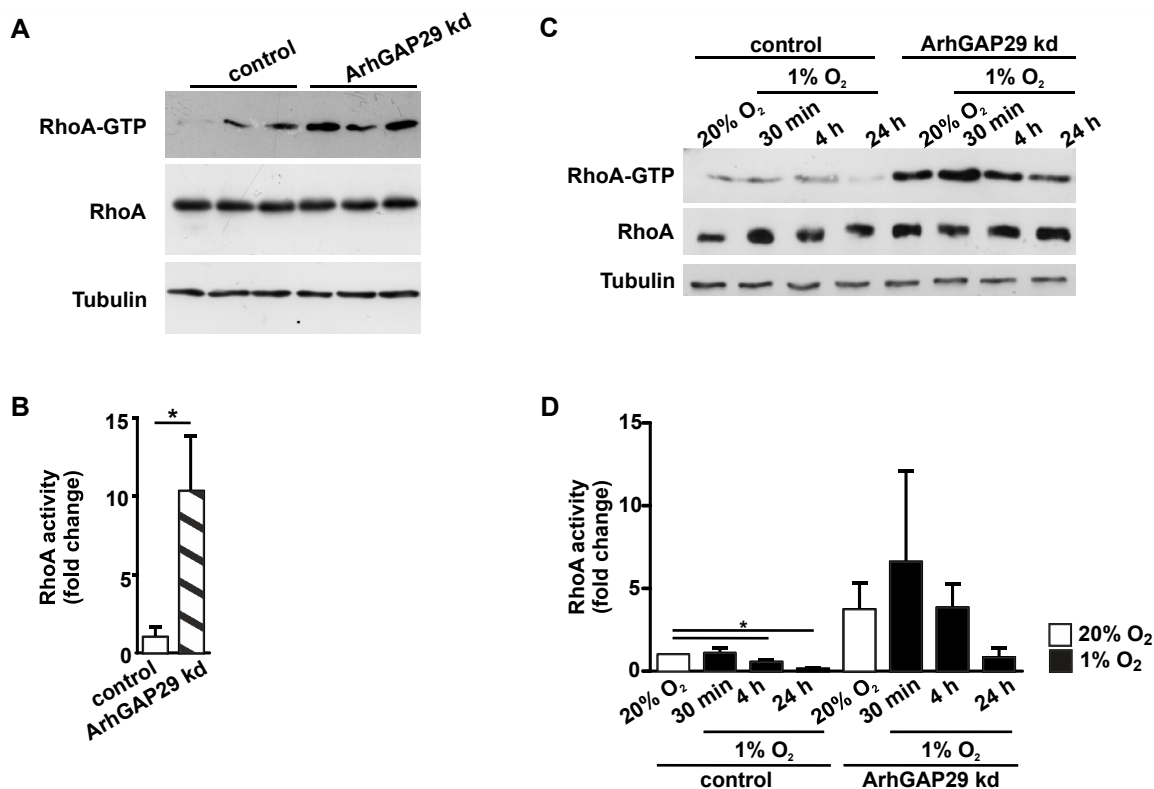 A
control
ArhGAP29 kd
RhoA-GTP
RhoA
Tubulin
B
RhoA activity
(fold change)
15
10
5
0
*
control
ArhGAP29 kd
C
control
ArhGAP29 kd
1% O₂
1% O₂
20% O₂
30 min
4 h
24 h
20% O₂
30 min
4 h
24 h
RhoA-GTP
RhoA
Tubulin
D
RhoA activity
(fold change)
15
10
5
0
*
20% O₂
30 min
4 h
24 h
20% O₂
30 min
4 h
24 h
1% O₂
1% O₂
control
ArhGAP29 kd
20% O₂
1% O₂